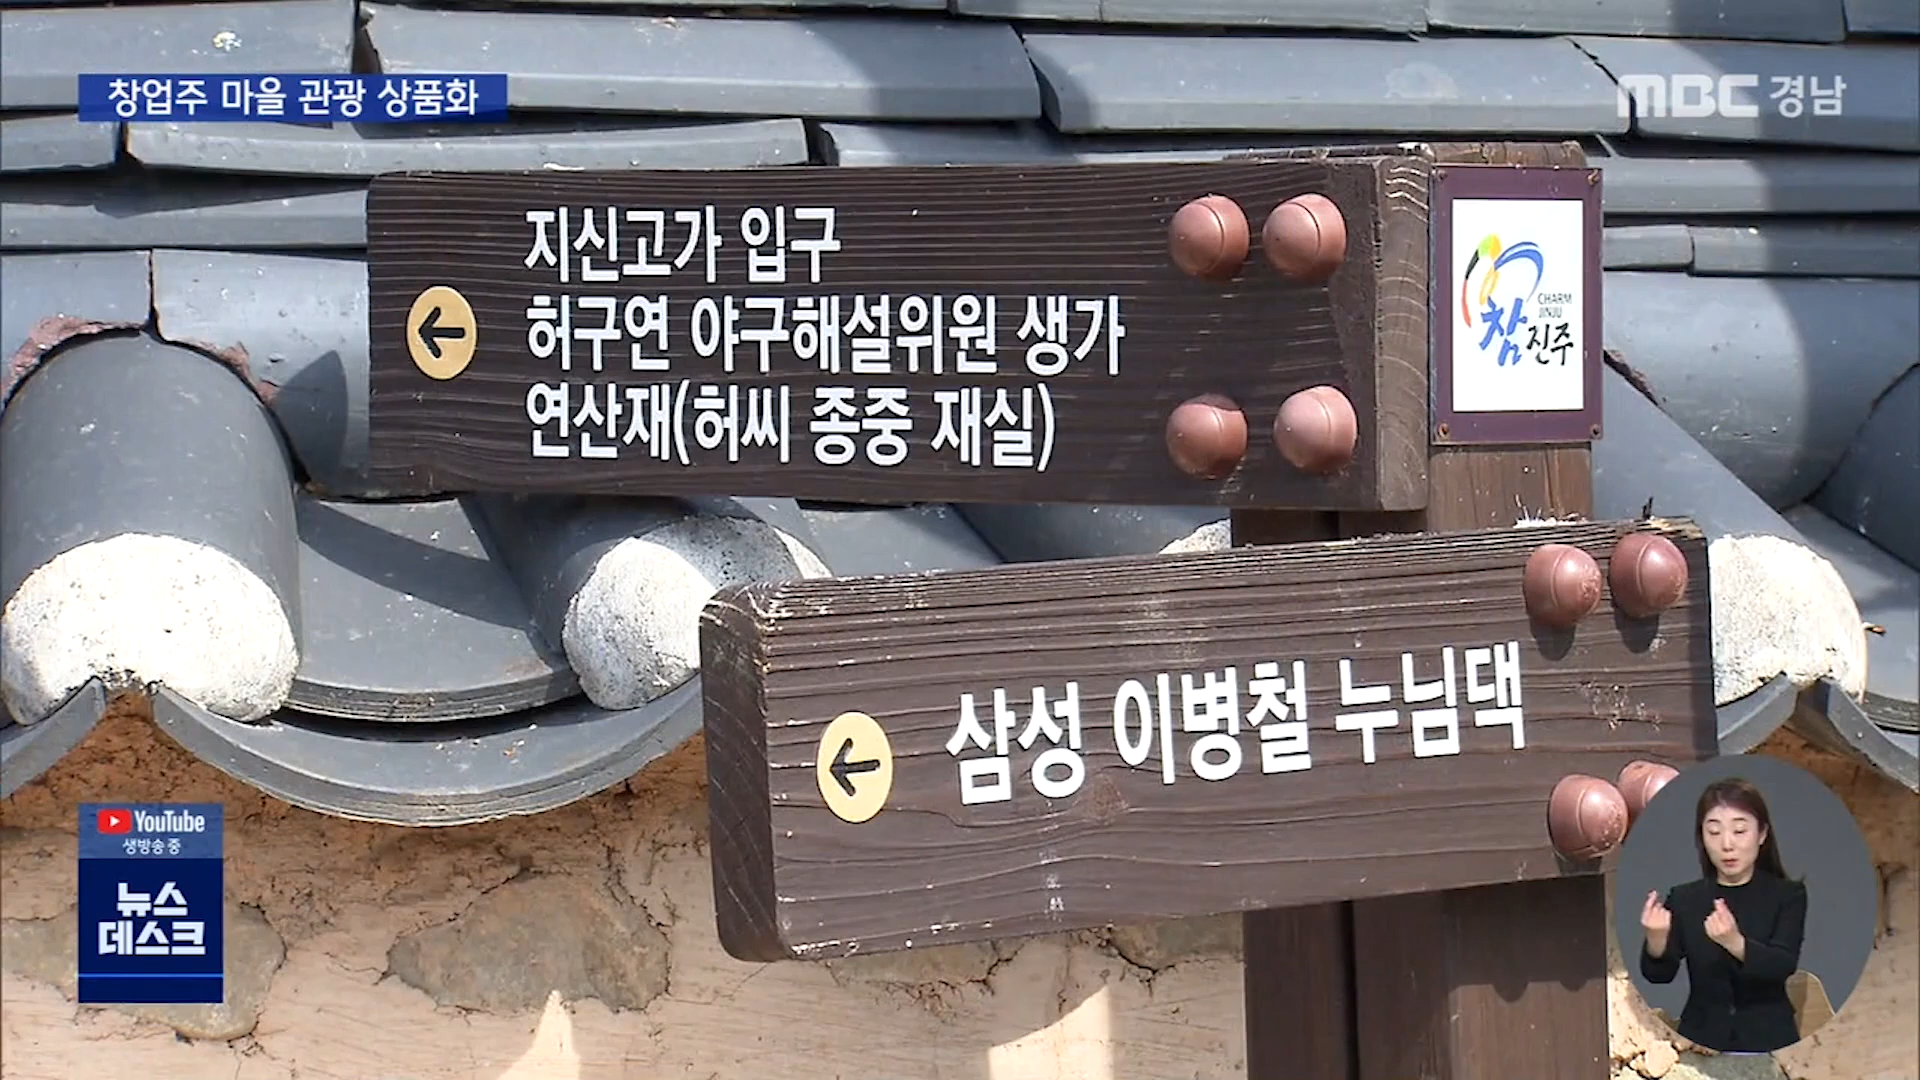 창업주 마을 관광 상품화
MBC 경남
지신고가 입구
허구연 야구해설위원 생가
연산재(허씨 종중 재실)
CHARM
JINJU
참 진주
삼성 이병철 누님댁
YouTube
생방송 중
뉴스
데스크